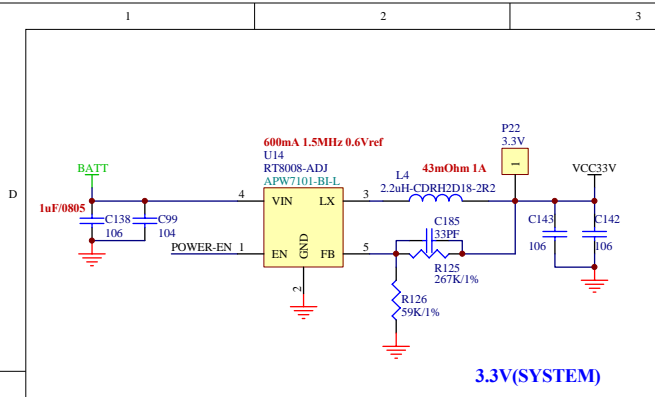 1
2
3
D
600mA 1.5MHz 0.6Vref
U14
RT8008-ADJ
APW7101-BI-L
P22
3.3V
1
BATT
L4
43mOhm 1A
2.2uH-CDRH2D18-2R2
VCC33V
4
VIN
LX
3
1uF/0805
C138
106
C99
104
C185
33PF
C143
106
C142
106
POWER-EN
1
EN
GND
FB
5
2
R125
267K/1%
R126
59K/1%
3.3V(SYSTEM)